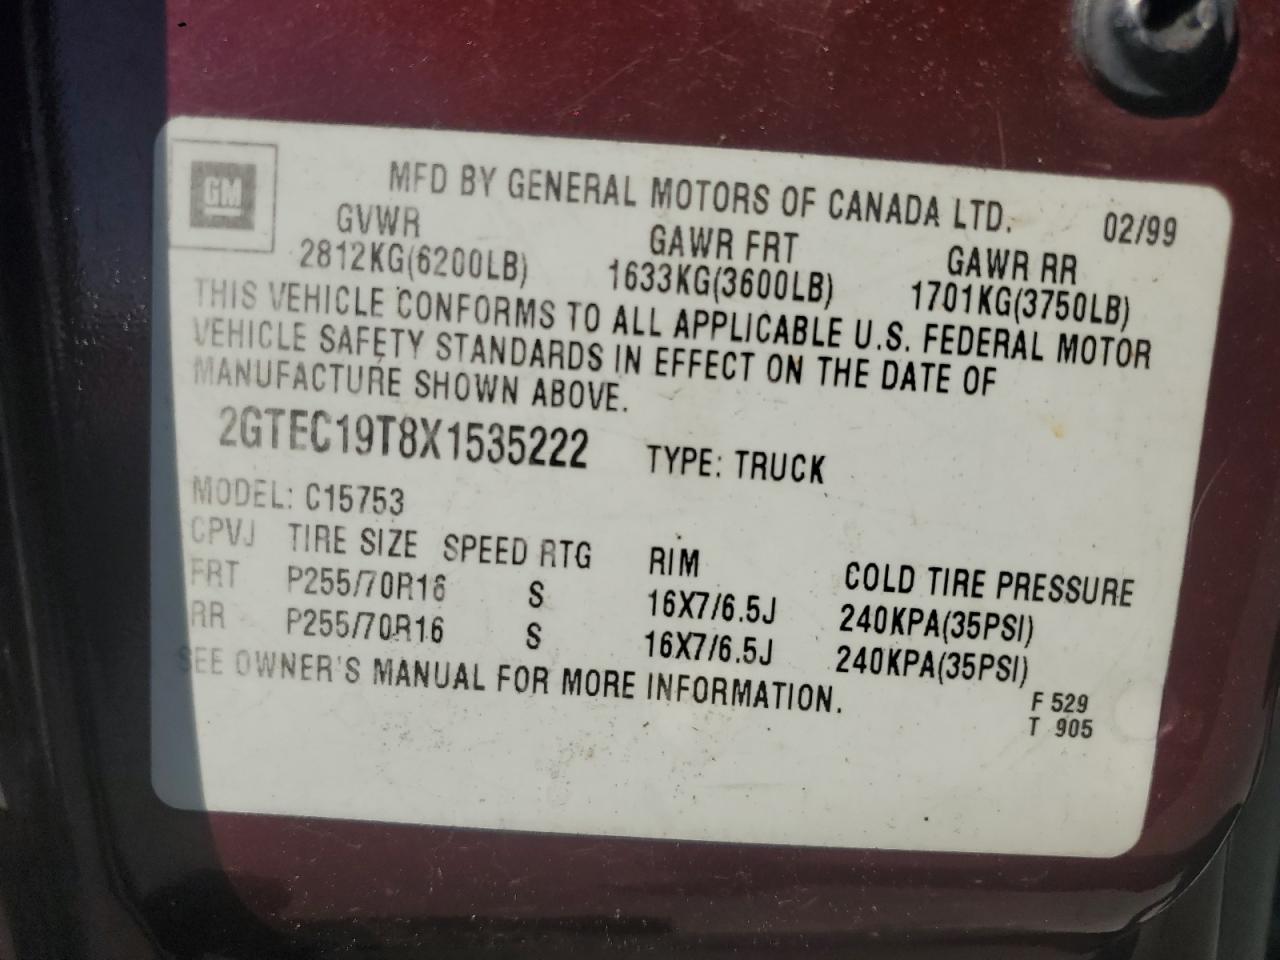 GM
MFD BY GENERAL MOTORS OF CANADA LTD. 02/99
GVWR GAWR FRT GAWR RR
2812KG(6200LB) 1633KG(3600LB) 1701KG(3750LB)
THIS VEHICLE CONFORMS TO ALL APPLICABLE U.S. FEDERAL MOTOR
VEHICLE SAFETY STANDARDS IN EFFECT ON THE DATE OF
MANUFACTURE SHOWN ABOVE.
2GTEC19T8X1535222 TYPE: TRUCK
MODEL: C15753
CPVJ TIRE SIZE SPEED RTG RIM COLD TIRE PRESSURE
FRT P255/70R16 S 16X7/6.5J 240KPA(35PSI)
RR P255/70R16 S 16X7/6.5J 240KPA(35PSI)
SEE OWNER'S MANUAL FOR MORE INFORMATION.
F 529
T 905